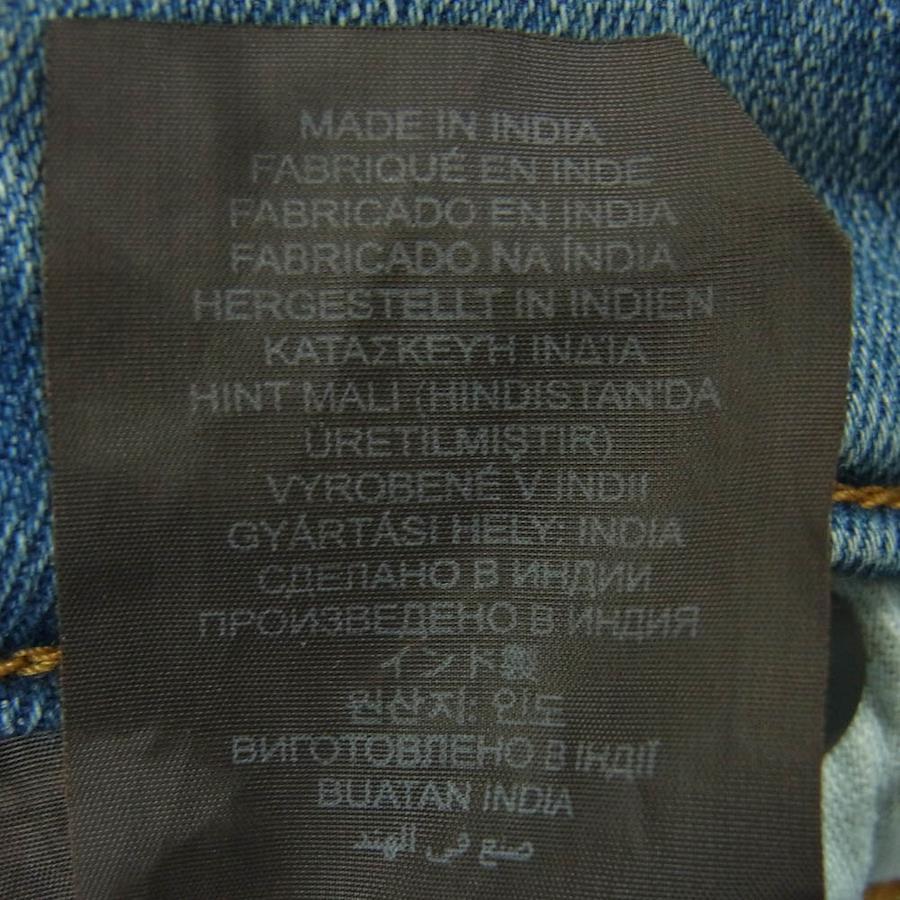 MADE IN INDIA
FABRIQUÉ EN INDE
FABRICADO EN INDIA
FABRICADO NA ÍNDIA
HERGESTELLT IN INDIEN
ΚΑΤΑΣΚΕΥΉ ΙΝΔΊΑ
HINT MALI (HINDISTAN'DA
ÜRETILMIŞTIR)
VYROBENÉ V INDII
GYÁRTÁSI HELY: INDIA
СДЕЛАНО В ИНДИИ
ПРОИЗВЕДЕНО В ИНДИЯ
インド製
원산지: 인도
ВИГОТОВЛЕНО В ІНДІЇ
BUATAN INDIA
صنع في الهند